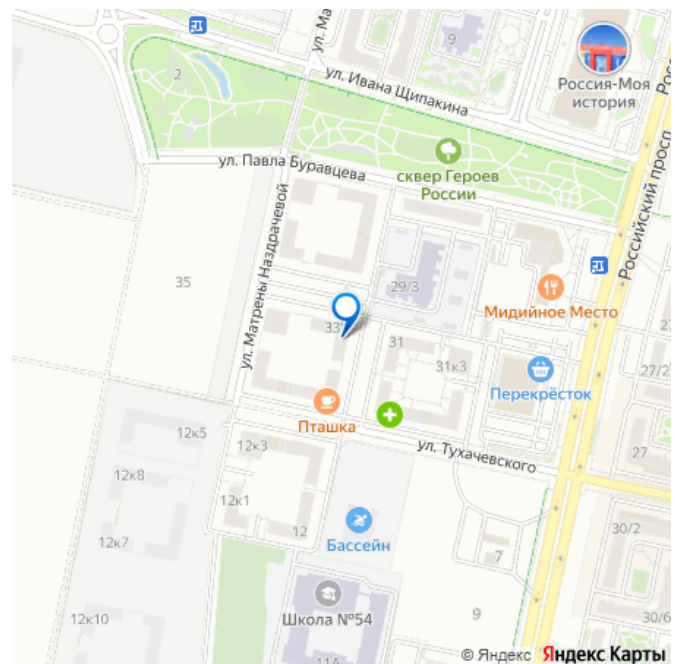 ул. Ма
9
2
ул. Ивана Щипакина
Россия-Моя
история
Росс
ул. Павла Буравцева
сквер Героев
России
Российский просп
35
ул. Матрены Наздрачевой
29/3
Мидийное Место
33
31
31к3
27/2
Перекрёсток
Пташка
12к5
12к3
ул. Тухачевского
27
12к8
12к1
12
30/2
12к7
Бассейн
7
Школа №54
9
12к10
30/6
11А
© Яндекс Яндекс Карты